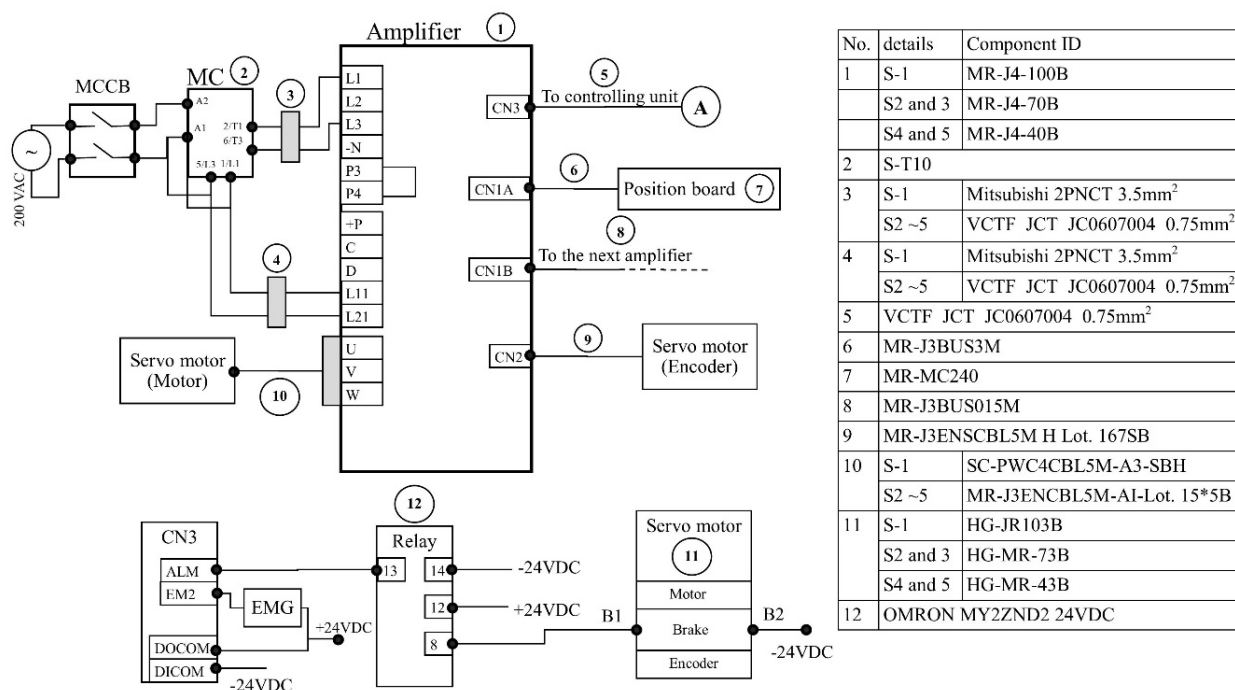 Amplifier 1
MC 2
MCCB
A2
A1
2/T1
6/T3
5/L3 1/L1
~
200 VAC
3
4
L1
L2
L3
-N
P3
P4
+P
C
D
L11
L21
U
V
W
Servo motor
(Motor)
10
CN3
5
To controlling unit
A
CN1A
6
Position board 7
8
CN1B
To the next amplifier
CN2
9
Servo motor
(Encoder)
CN3
ALM
EM2
EMG
+24VDC
DOCOM
DICOM
-24VDC
12
Relay
13
14
-24VDC
12
+24VDC
8
Servo motor
11
Motor
B1
Brake
B2
-24VDC
Encoder
No. details Component ID
1 S-1 MR-J4-100B
S2 and 3 MR-J4-70B
S4 and 5 MR-J4-40B
2 S-T10
3 S-1 Mitsubishi 2PNCT 3.5mm²
S2 ~5 VCTF JCT JC0607004 0.75mm²
4 S-1 Mitsubishi 2PNCT 3.5mm²
S2 ~5 VCTF JCT JC0607004 0.75mm²
5 VCTF JCT JC0607004 0.75mm²
6 MR-J3BUS3M
7 MR-MC240
8 MR-J3BUS015M
9 MR-J3ENSCBL5M H Lot. 167SB
10 S-1 SC-PWC4CBL5M-A3-SBH
S2 ~5 MR-J3ENCBL5M-AI-Lot. 15*5B
11 S-1 HG-JR103B
S2 and 3 HG-MR-73B
S4 and 5 HG-MR-43B
12 OMRON MY2ZND2 24VDC